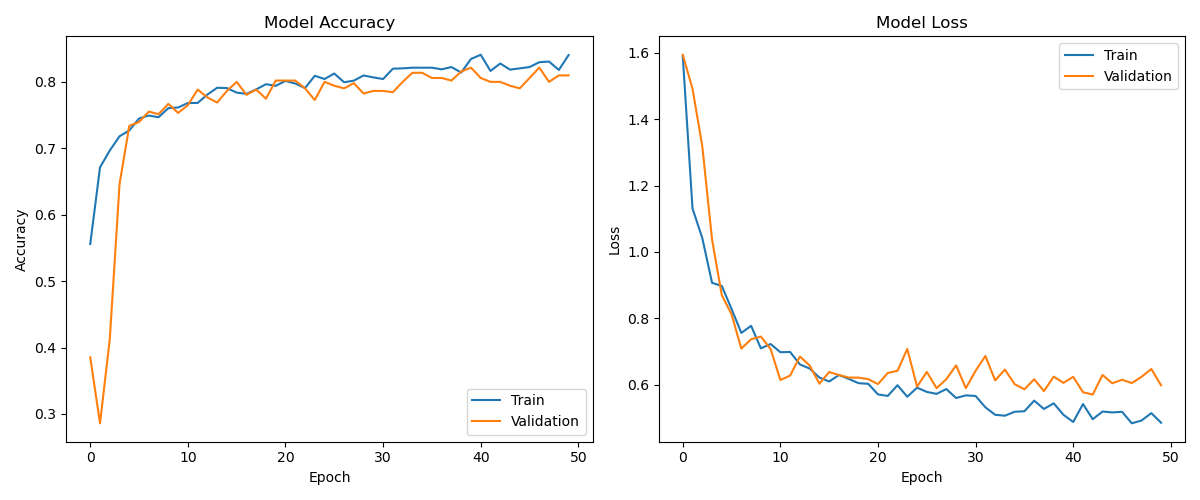 Model Accuracy
Accuracy
0.8
0.7
0.6
0.5
0.4
0.3
0 10 20 30 40 50
Epoch
Train
Validation
Model Loss
Loss
1.6
1.4
1.2
1.0
0.8
0.6
0 10 20 30 40 50
Epoch
Train
Validation